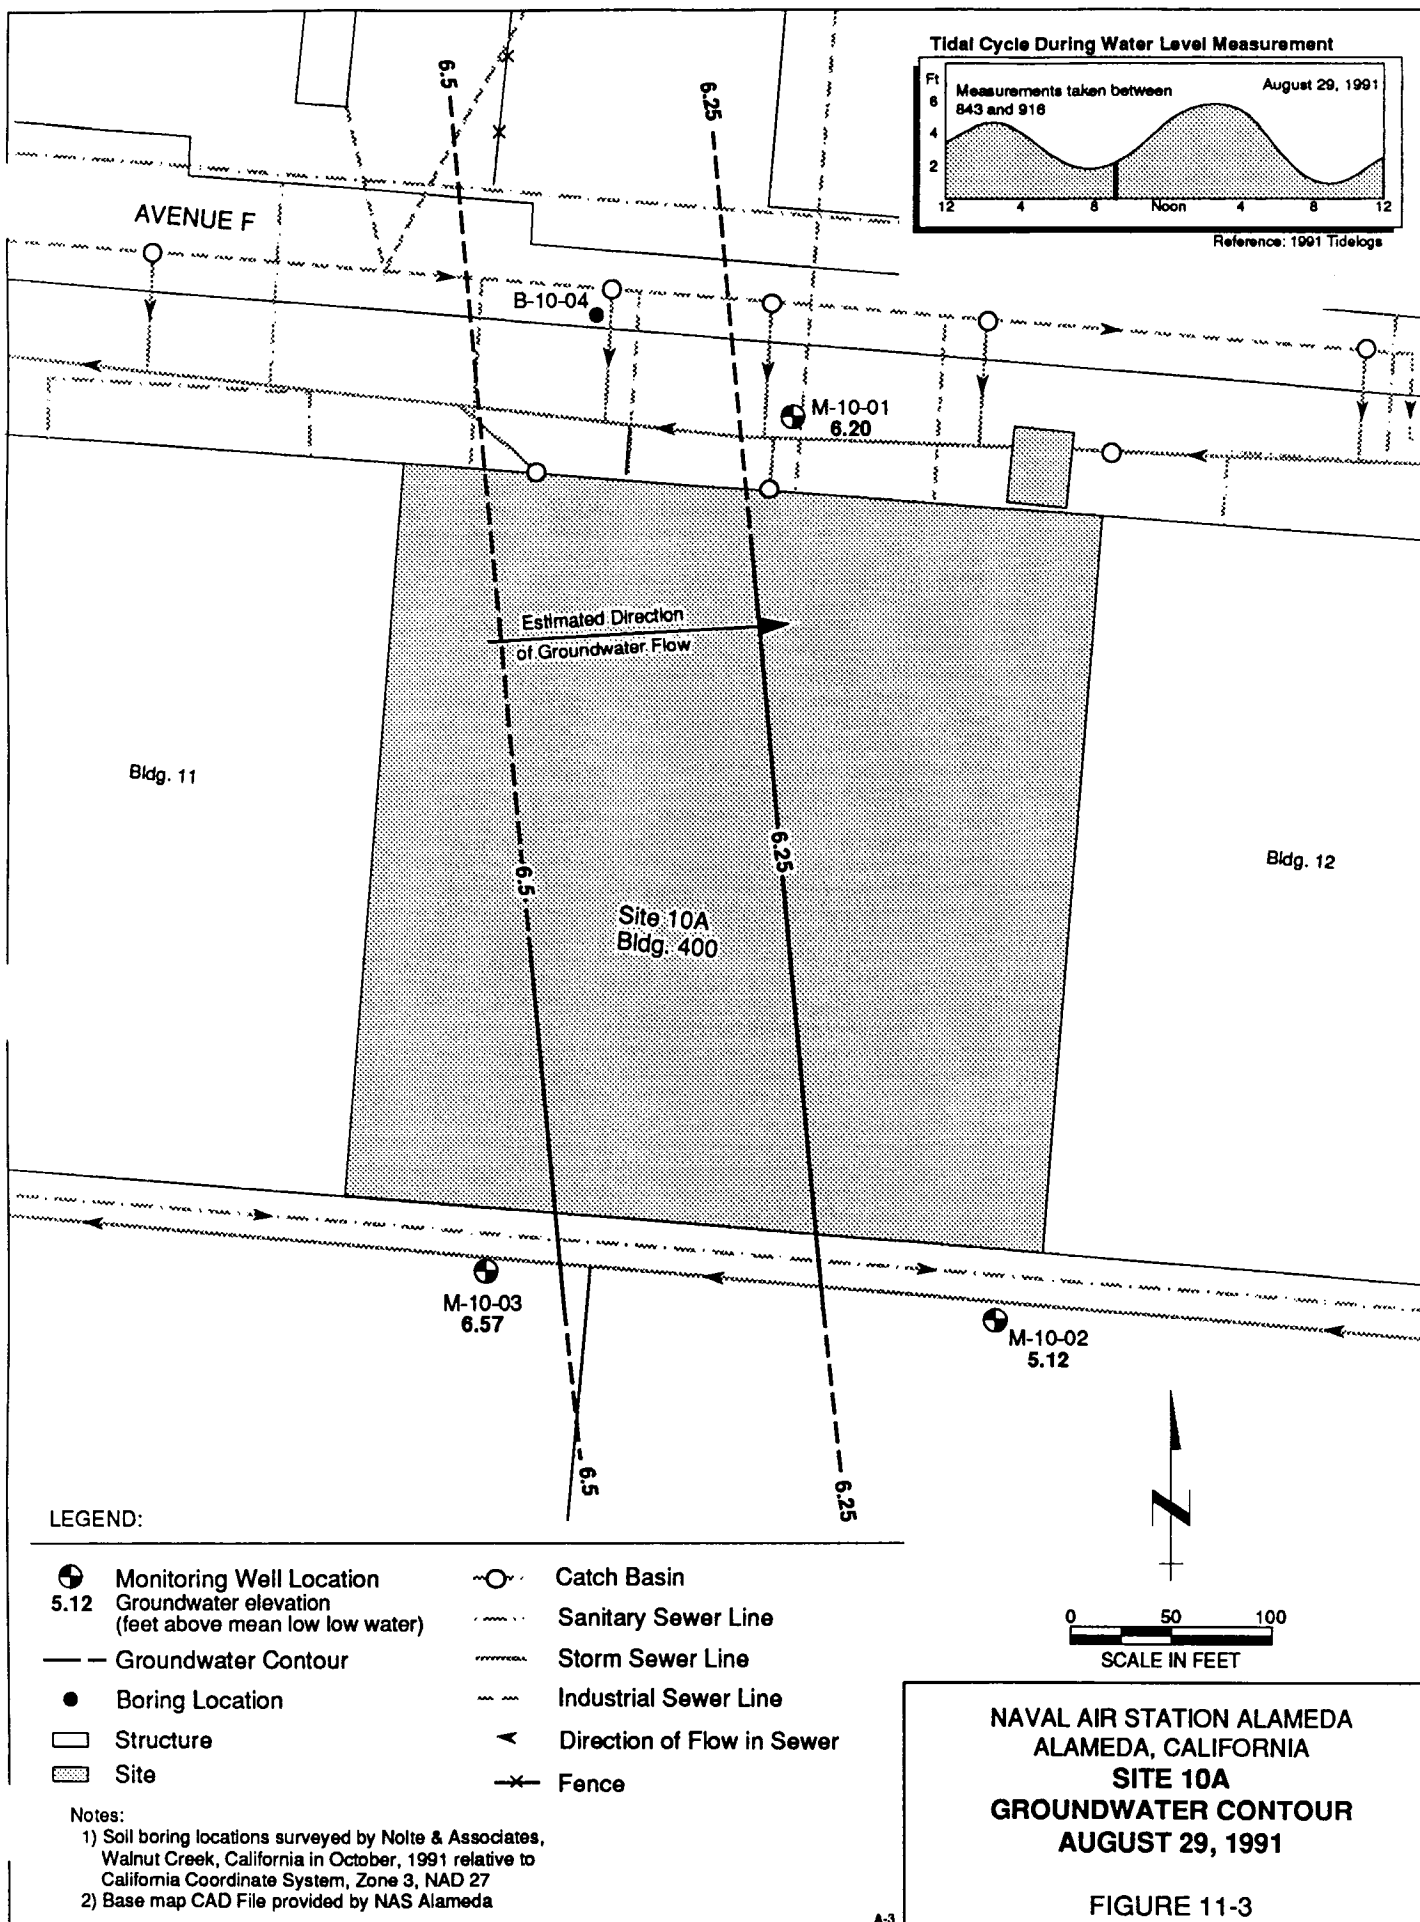 Tidal Cycle During Water Level Measurement
Ft
6
4
2
Measurements taken between
843 and 916
August 29, 1991
12 4 8 Noon 4 8 12
Reference: 1991 Tidelogs
6.5
6.25
AVENUE F
B-10-04
M-10-01
6.20
Estimated Direction
of Groundwater Flow
Bldg. 11
6.25
6.5
Bldg. 12
Site 10A
Bldg. 400
M-10-03
6.57
M-10-02
5.12
6.5
6.25
N
LEGEND:
Monitoring Well Location
5.12 Groundwater elevation
(feet above mean low low water)
Groundwater Contour
Boring Location
Structure
Site
Catch Basin
Sanitary Sewer Line
Storm Sewer Line
Industrial Sewer Line
Direction of Flow in Sewer
Fence
0 50 100
SCALE IN FEET
Notes:
1) Soil boring locations surveyed by Nolte & Associates,
Walnut Creek, California in October, 1991 relative to
California Coordinate System, Zone 3, NAD 27
2) Base map CAD File provided by NAS Alameda
A-3
NAVAL AIR STATION ALAMEDA
ALAMEDA, CALIFORNIA
SITE 10A
GROUNDWATER CONTOUR
AUGUST 29, 1991
FIGURE 11-3